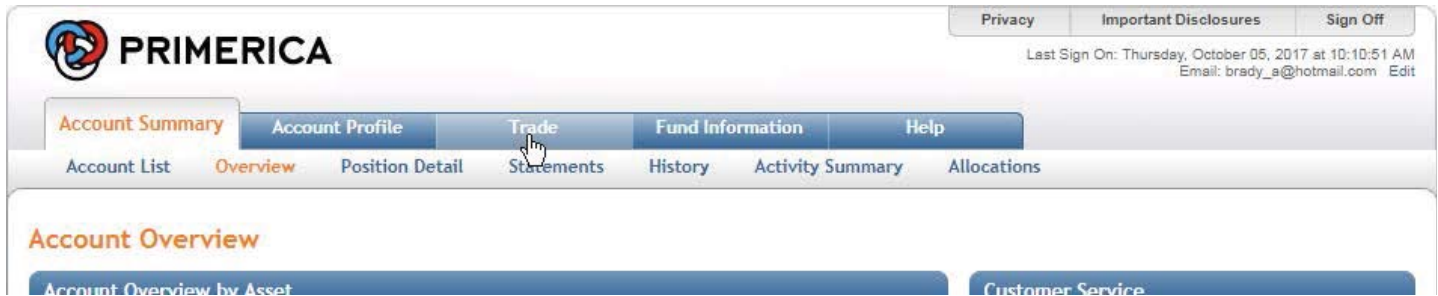 Privacy Important Disclosures Sign Off
PRIMERICA
Last Sign On: Thursday, October 05, 2017 at 10:10:51 AM
Email: brady_a@hotmail.com Edit
Account Summary Account Profile Trade Fund Information Help
Account List Overview Position Detail Statements History Activity Summary Allocations
Account Overview
Account Overview by Asset Customer Service